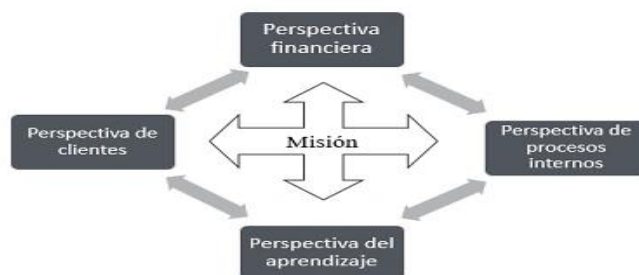 Perspectiva
financiera
Perspectiva de
clientes
Misión
Perspectiva de
procesos
internos
Perspectiva del
aprendizaje